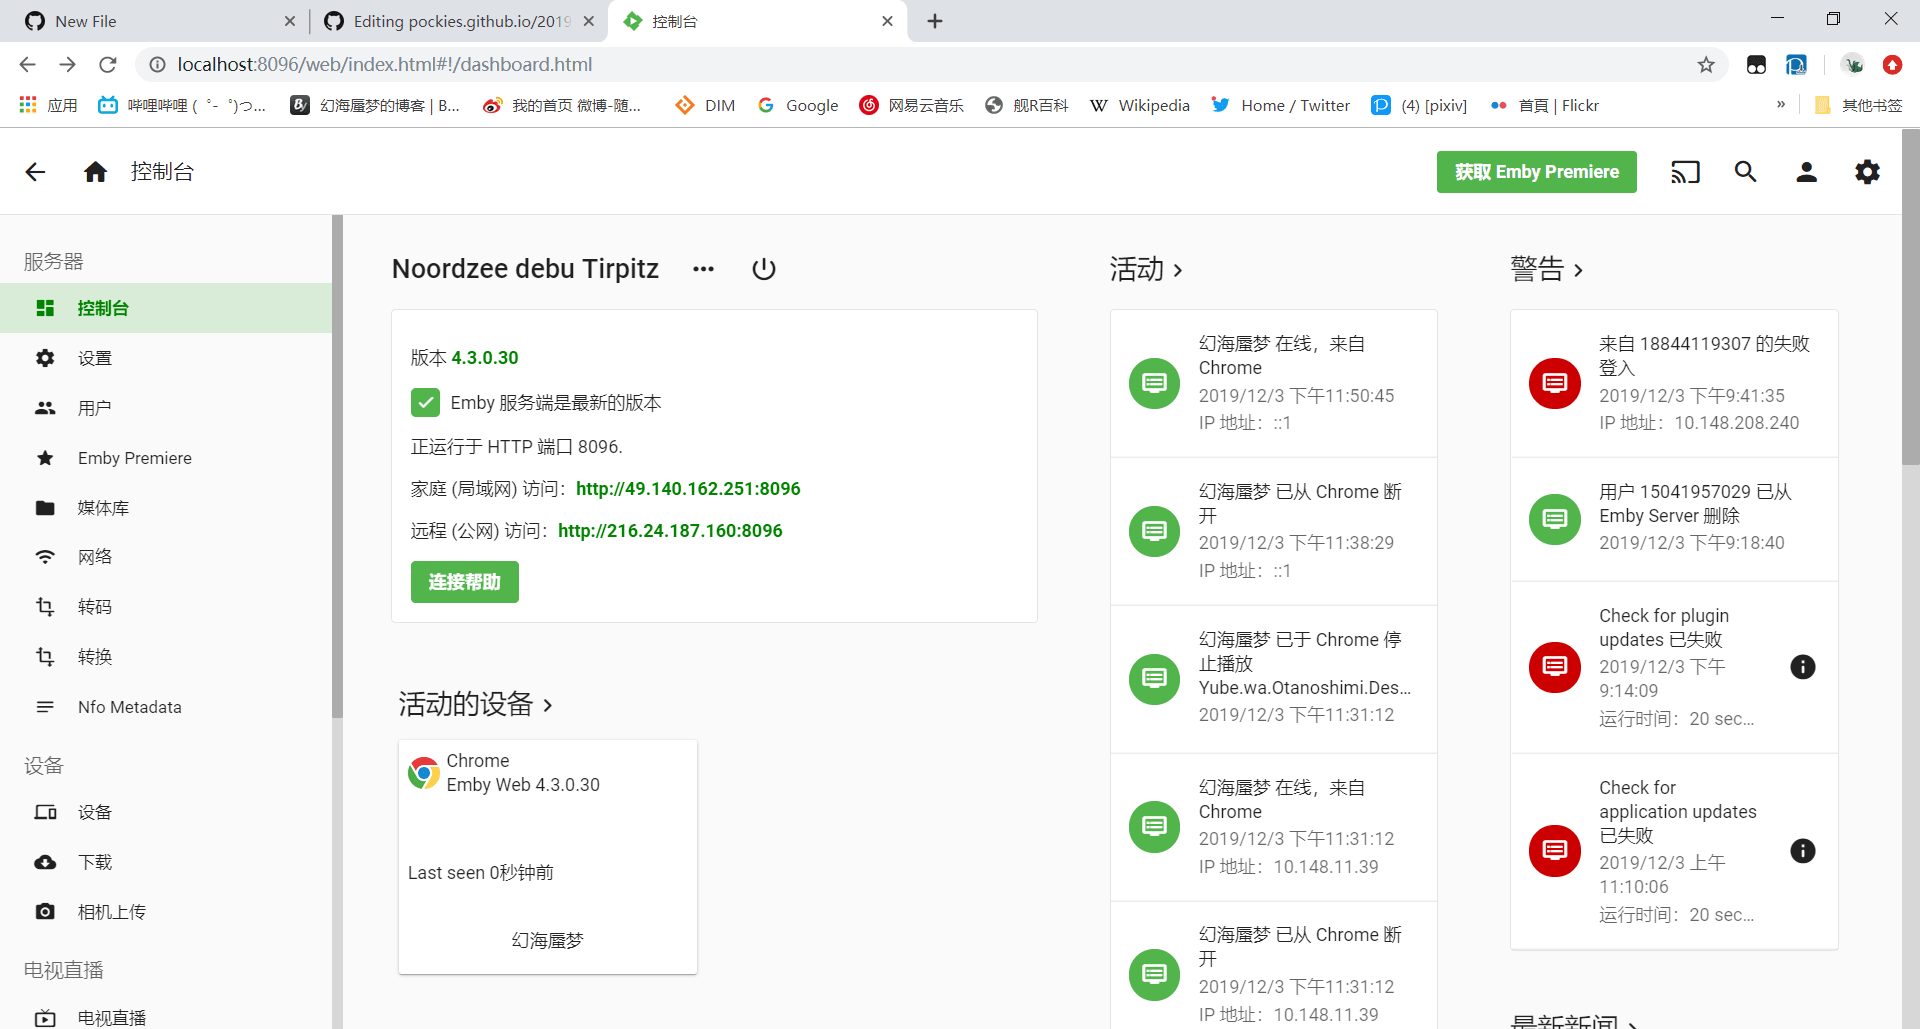 New File
Editing pockies.github.io/2019
控制台
localhost:8096/web/index.html#!/dashboard.html
应用
哔哩哔哩 ( ゜- ゜)つ...
幻海蜃梦的博客 | B...
我的首页 微博-随...
DIM
Google
网易云音乐
舰R百科
Wikipedia
Home / Twitter
(4) [pixiv]
首頁 | Flickr
»
其他书签
控制台
获取 Emby Premiere
服务器
控制台
设置
用户
Emby Premiere
媒体库
网络
转码
转换
Nfo Metadata
设备
设备
下载
相机上传
电视直播
电视直播
Noordzee debu Tirpitz
版本 4.3.0.30
Emby 服务端是最新的版本
正运行于 HTTP 端口 8096.
家庭 (局域网) 访问：http://49.140.162.251:8096
远程 (公网) 访问：http://216.24.187.160:8096
连接帮助
活动的设备
Chrome
Emby Web 4.3.0.30
Last seen 0秒钟前
幻海蜃梦
活动
幻海蜃梦 在线，来自
Chrome
2019/12/3 下午11:50:45
IP 地址：::1
幻海蜃梦 已从 Chrome 断
开
2019/12/3 下午11:38:29
IP 地址：::1
幻海蜃梦 已于 Chrome 停
止播放
Yube.wa.Otanoshimi.Des...
2019/12/3 下午11:31:12
幻海蜃梦 在线，来自
Chrome
2019/12/3 下午11:31:12
IP 地址：10.148.11.39
幻海蜃梦 已从 Chrome 断
开
2019/12/3 下午11:31:12
IP 地址：10.148.11.39
警告
来自 18844119307 的失败
登入
2019/12/3 下午9:41:35
IP 地址：10.148.208.240
用户 15041957029 已从
Emby Server 删除
2019/12/3 下午9:18:40
Check for plugin
updates 已失败
2019/12/3 下午
9:14:09
运行时间：20 sec...
Check for
application updates
已失败
2019/12/3 上午
11:10:06
运行时间：20 sec...
最新新闻